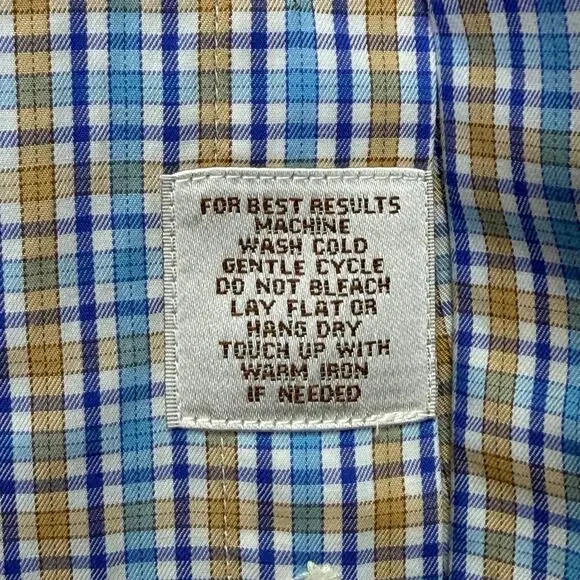 FOR BEST RESULTS
MACHINE
WASH COLD
GENTLE CYCLE
DO NOT BLEACH
LAY FLAT OR
HANG DRY
TOUCH UP WITH
WARM IRON
IF NEEDED